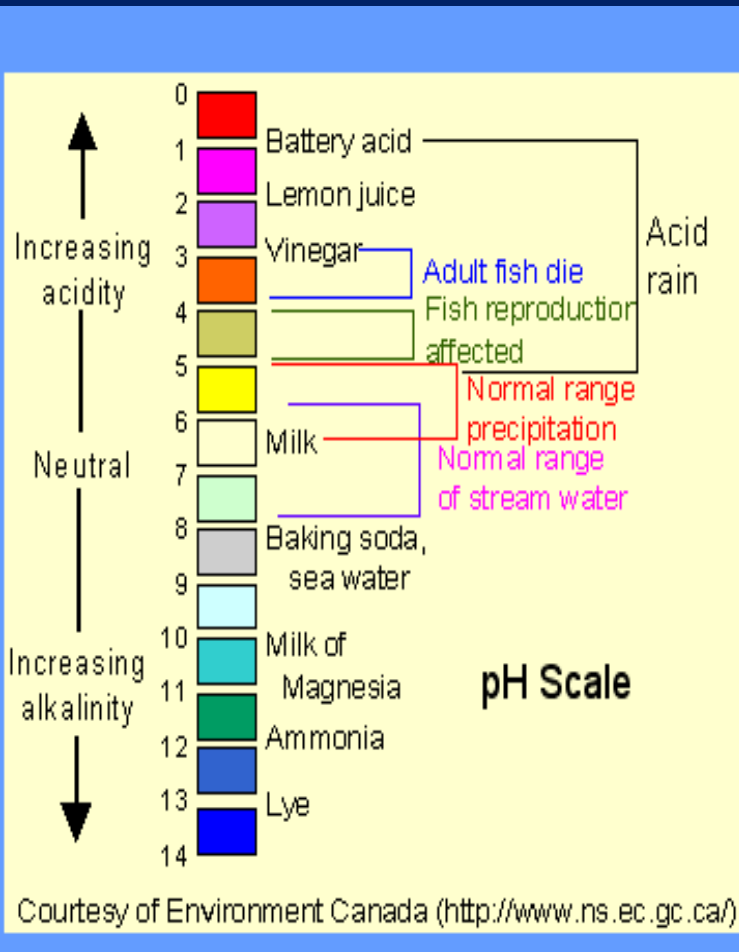 0
1
Battery acid
2
Lemon juice
Increasing
acidity
3
Vinegar
Adult fish die
Acid
rain
4
Fish reproduction
affected
5
Normal range
precipitation
6
Milk
Neutral
7
Normal range
of stream water
8
Baking soda,
sea water
9
10
Milk of
Magnesia
Increasing
alkalinity
11
pH Scale
Ammonia
12
13
Lye
14
Courtesy of Environment Canada (http://www.ns.ec.gc.ca/)